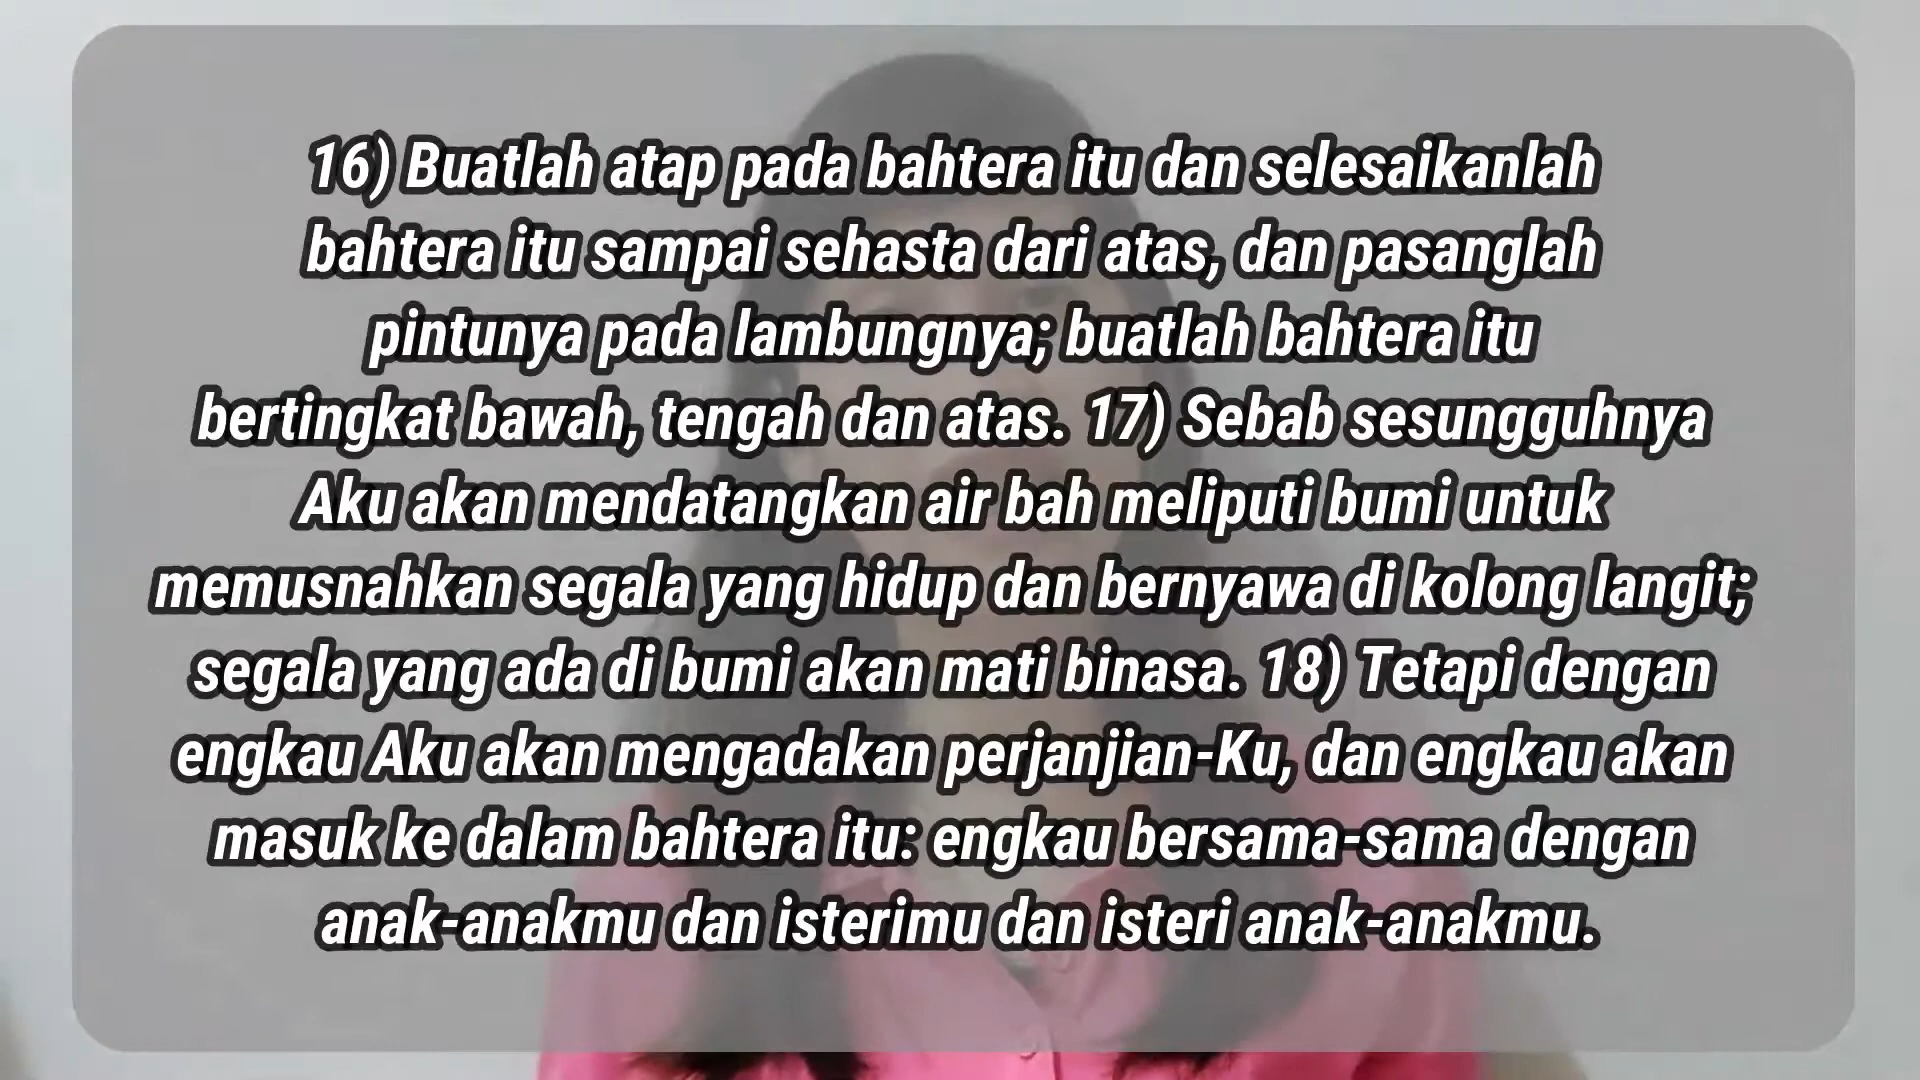 16) Buatlah atap pada bahtera itu dan selesaikanlah
bahtera itu sampai sehasta dari atas, dan pasanglah
pintunya pada lambungnya; buatlah bahtera itu
bertingkat bawah, tengah dan atas. 17) Sebab sesungguhnya
Aku akan mendatangkan air bah meliputi bumi untuk
memusnahkan segala yang hidup dan bernyawa di kolong langit;
segala yang ada di bumi akan mati binasa. 18) Tetapi dengan
engkau Aku akan mengadakan perjanjian-Ku, dan engkau akan
masuk ke dalam bahtera itu: engkau bersama-sama dengan
anak-anakmu dan isterimu dan isteri anak-anakmu.